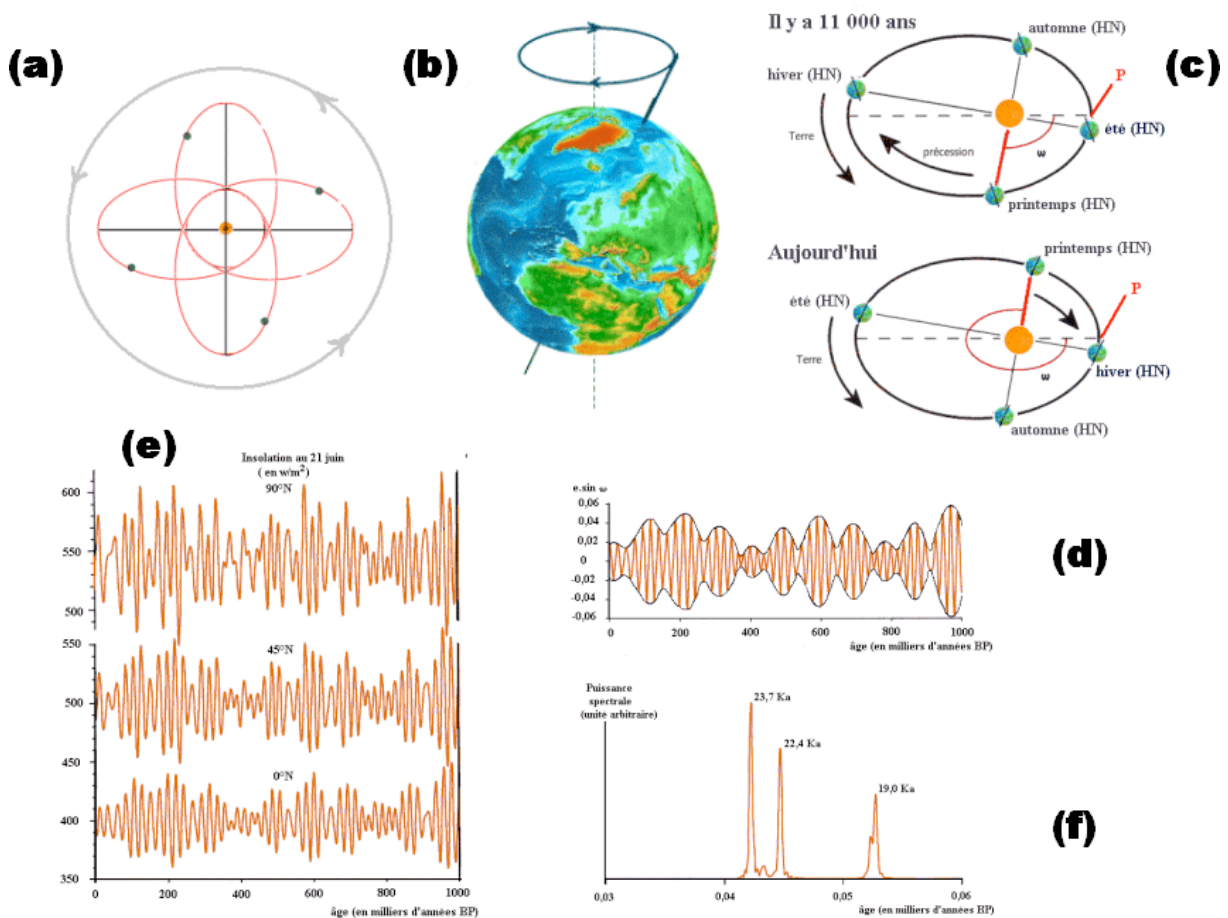 (a)
(b)
Il y a 11 000 ans
automne (HN)
(c)
hiver (HN)
P
Terre
été (HN)
ω
précession
printemps (HN)
Aujourd'hui
printemps (HN)
été (HN)
P
Terre
hiver (HN)
ω
automne (HN)
(e)
Insolation au 21 juin
( en w/m²)
90°N
600
550
500
550
45°N
500
450
0°N
400
350
0 200 400 600 800 1000
âge (en milliers d'années BP)
e.sin ω
0,06
0,04
0,02
0
-0,02
-0,04
-0,06
0 200 400 600 800 1000
âge (en milliers d'années BP)
(d)
Puissance
spectrale
(unité arbitraire)
23,7 Ka
22,4 Ka
19,0 Ka
(f)
0,03 0,04 0,05 0,06
âge (en milliers d'années BP)